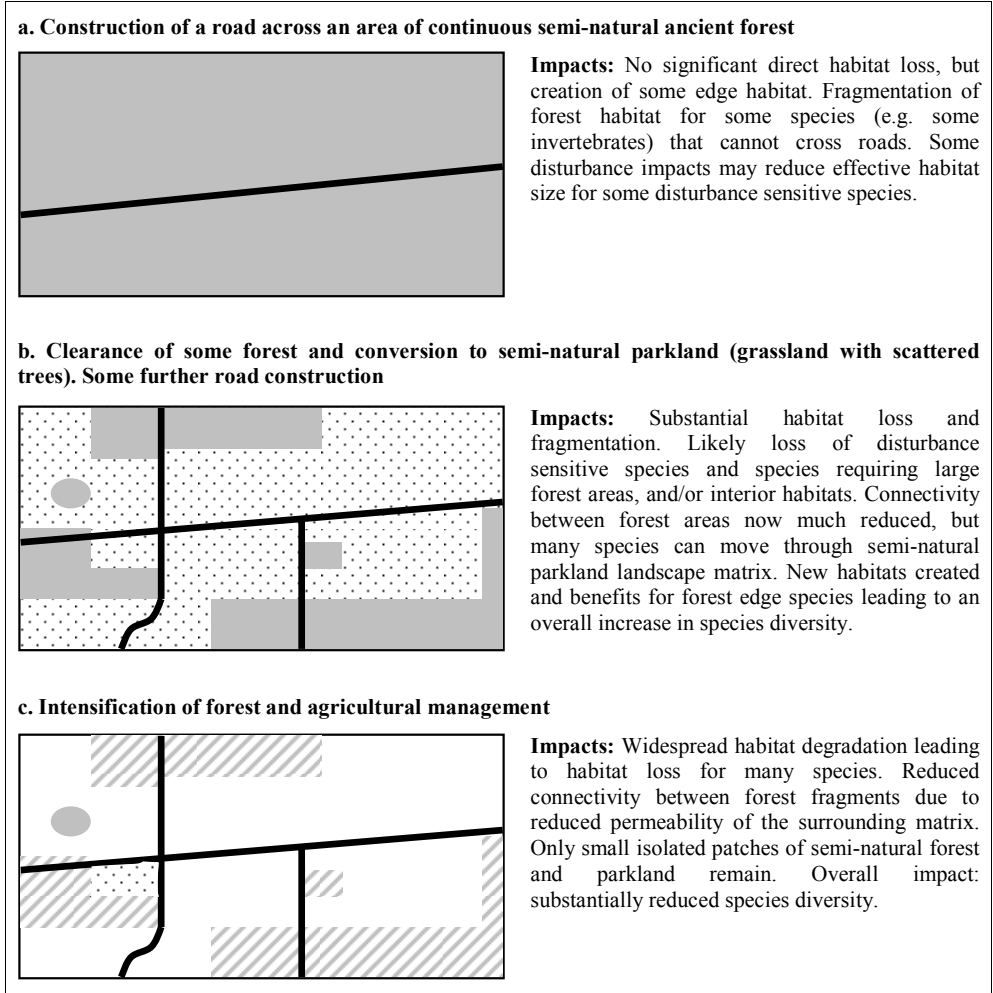 a. Construction of a road across an area of continuous semi-natural ancient forest
Impacts: No significant direct habitat loss, but
creation of some edge habitat. Fragmentation of
forest habitat for some species (e.g. some
invertebrates) that cannot cross roads. Some
disturbance impacts may reduce effective habitat
size for some disturbance sensitive species.
b. Clearance of some forest and conversion to semi-natural parkland (grassland with scattered
trees). Some further road construction
Impacts: Substantial habitat loss and
fragmentation. Likely loss of disturbance
sensitive species and species requiring large
forest areas, and/or interior habitats. Connectivity
between forest areas now much reduced, but
many species can move through semi-natural
parkland landscape matrix. New habitats created
and benefits for forest edge species leading to an
overall increase in species diversity.
c. Intensification of forest and agricultural management
Impacts: Widespread habitat degradation leading
to habitat loss for many species. Reduced
connectivity between forest fragments due to
reduced permeability of the surrounding matrix.
Only small isolated patches of semi-natural forest
and parkland remain. Overall impact:
substantially reduced species diversity.